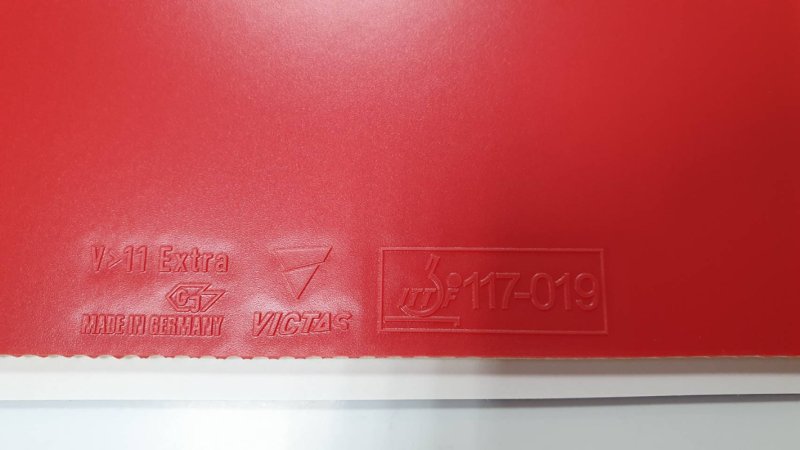 V>11 Extra
MADE IN GERMANY
VICTAS
ITTF 117-019